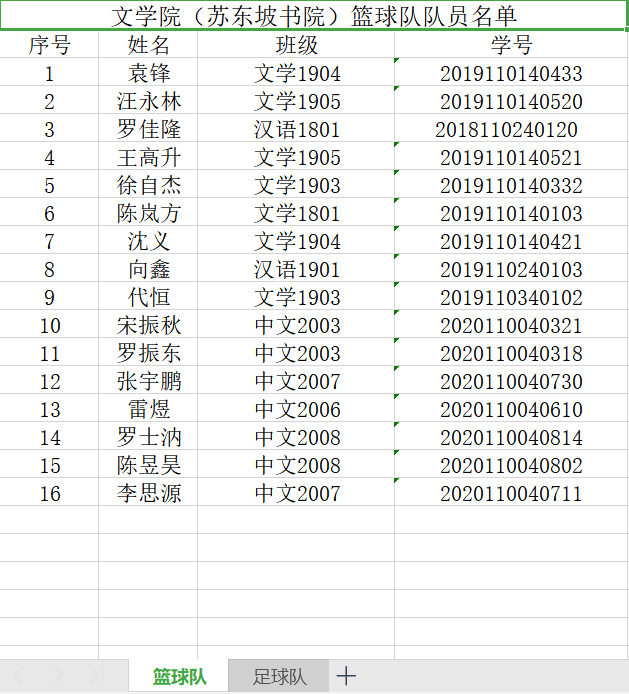 文学院（苏东坡书院）篮球队队员名单
序号 姓名 班级 学号
1 袁锋 文学1904 2019110140433
2 汪永林 文学1905 2019110140520
3 罗佳隆 汉语1801 2018110240120
4 王高升 文学1905 2019110140521
5 徐自杰 文学1903 2019110140332
6 陈岚方 文学1801 2019110140103
7 沈义 文学1904 2019110140421
8 向鑫 汉语1901 2019110240103
9 代恒 文学1903 2019110340102
10 宋振秋 中文2003 2020110040321
11 罗振东 中文2003 2020110040318
12 张宇鹏 中文2007 2020110040730
13 雷煜 中文2006 2020110040610
14 罗士汭 中文2008 2020110040814
15 陈昱昊 中文2008 2020110040802
16 李思源 中文2007 2020110040711
篮球队 足球队